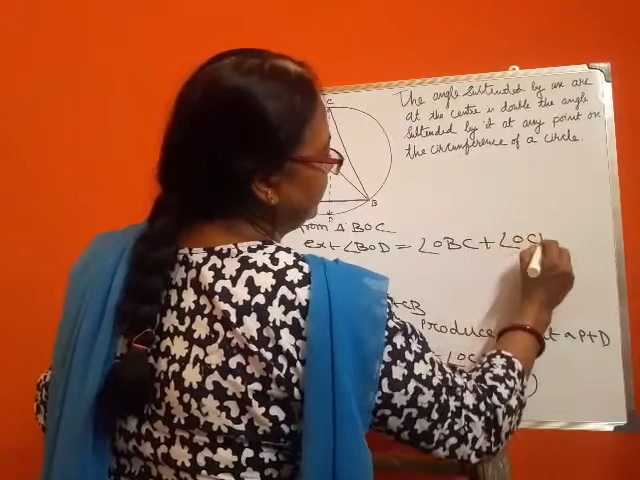 The angle subtended by an arc
at the centre is double the angle
subtended by it at any point on
the circumference of a circle.
C
B
D
from Δ BOC
ext ∠BOD = ∠OBC + ∠OC
CB
produce
at a pt D